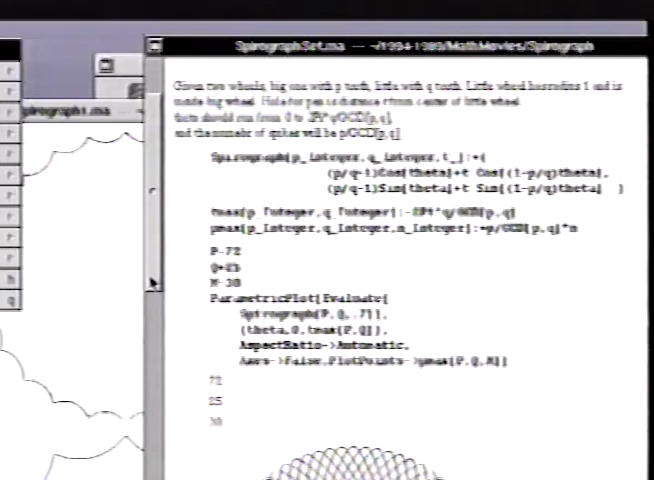 SpirographSet.ma — ~/1994-1989/MathMovies/Spirograph
spirograph1.ma
Given two wheels, big one with p teeth, little with q teeth. Little wheel has radius 1 and is
inside big wheel. Hole for pen is distance r from center of little wheel
theta should run from 0 to 2Pi*q/GCD[p,q],
and the number of spikes will be p/GCD[p,q]
Spirograph[p_Integer,q_Integer,t_]:={
(p/q-1)Cos[theta]+t Cos[(1-p/q)theta],
(p/q-1)Sin[theta]+t Sin[(1-p/q)theta] }
tmax[p_Integer,q_Integer]:=2Pi*q/GCD[p,q]
pmax[p_Integer,q_Integer,n_Integer]:=p/GCD[p,q]*n
P=72
Q=25
N=30
ParametricPlot[Evaluate[
Spirograph[P,Q,.7]],
{theta,0,tmax[P,Q]},
AspectRatio->Automatic,
Axes->False,PlotPoints->pmax[P,Q,N]]
72
25
30
r
r
r
r
r
r
r
r
r
r
h
q